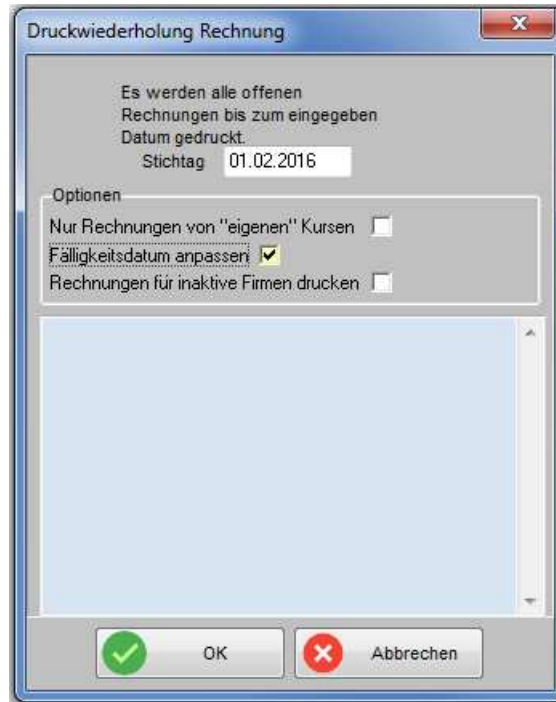 Druckwiederholung Rechnung
Es werden alle offenen
Rechnungen bis zum eingegeben
Datum gedruckt.
Stichtag 01.02.2016
Optionen
Nur Rechnungen von "eigenen" Kursen
Fälligkeitsdatum anpassen
Rechnungen für inaktive Firmen drucken
OK Abbrechen